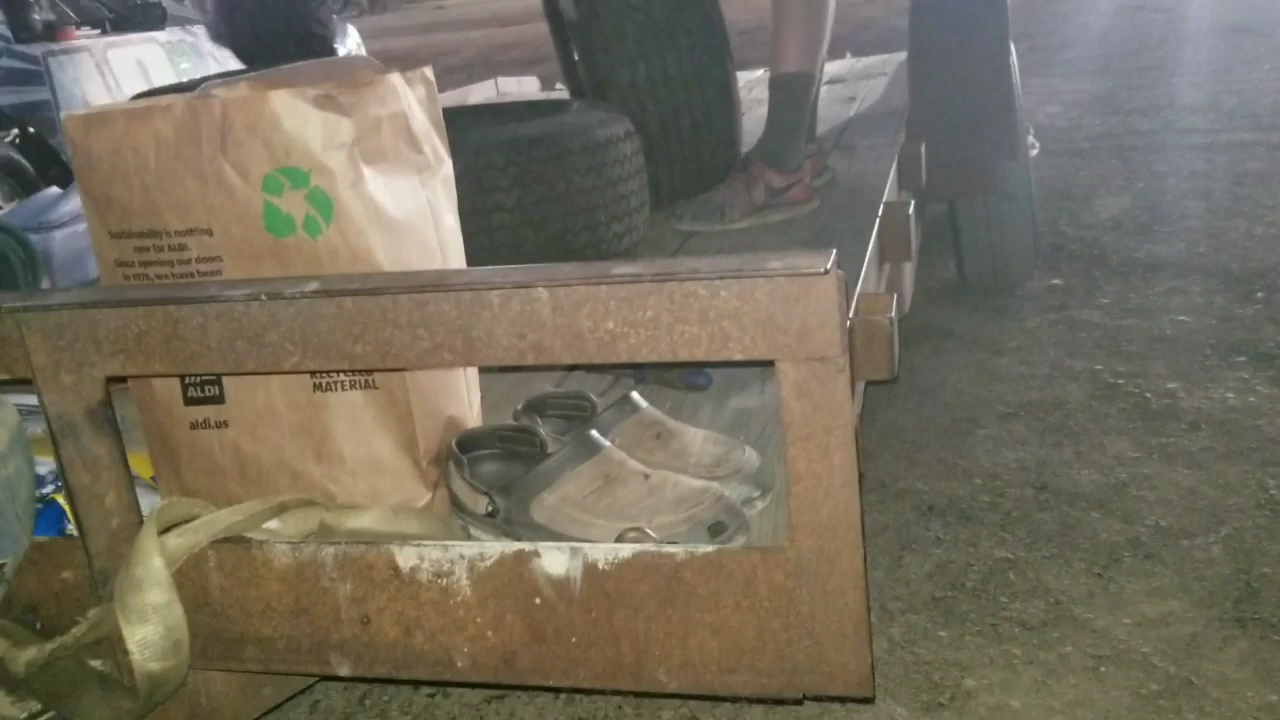 Sustainability is nothing
new for ALDI.
Since opening our doors
in 1976, we have been
ALDI
aldi.us
RECYCLED
MATERIAL